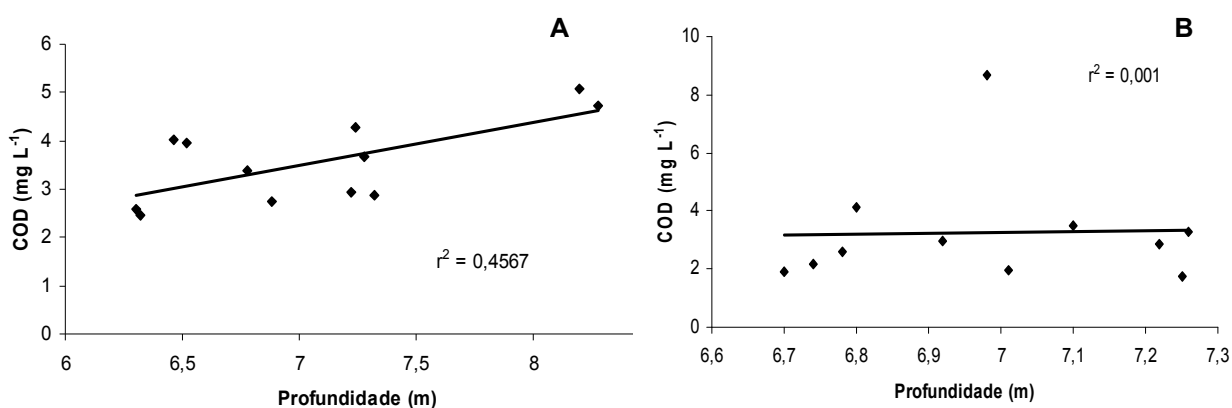 A
COD (mg L⁻¹)
6
5
4
3
2
1
0
r² = 0,4567
6 6,5 7 7,5 8
Profundidade (m)
B
COD (mg L⁻¹)
10
8
6
4
2
0
r² = 0,001
6,6 6,7 6,8 6,9 7 7,1 7,2 7,3
Profundidade (m)